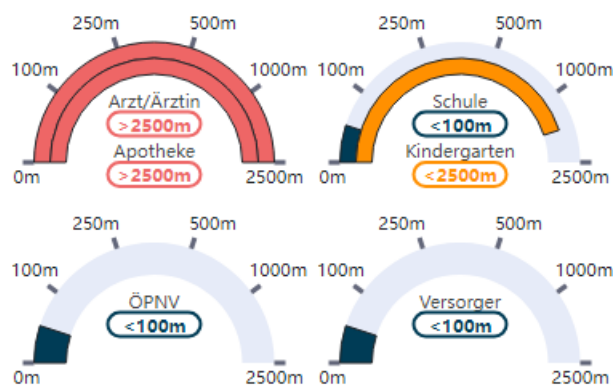 250m 500m
100m 1000m
Arzt/Ärztin
>2500m
Apotheke
>2500m
0m 2500m
250m 500m
100m 1000m
Schule
<100m
Kindergarten
<2500m
0m 2500m
250m 500m
100m 1000m
ÖPNV
<100m
0m 2500m
250m 500m
100m 1000m
Versorger
<100m
0m 2500m